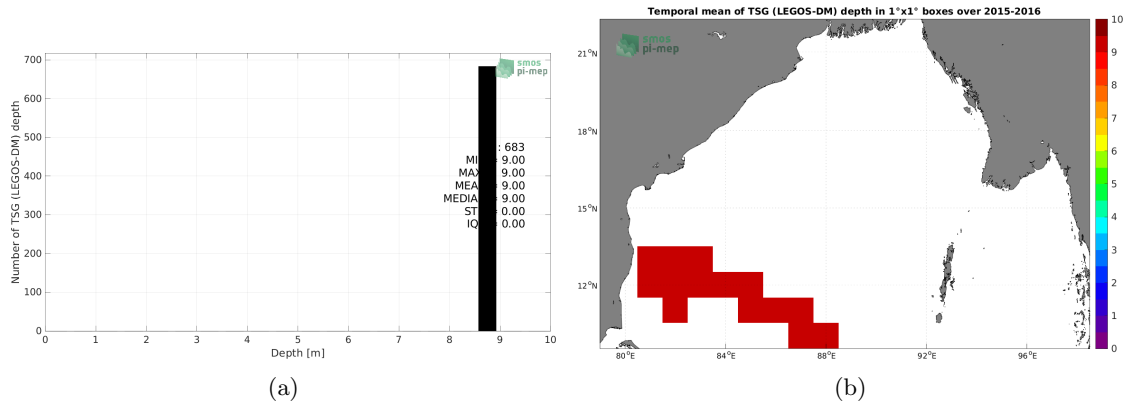 Number of TSG (LEGOS-DM) depth
700
600
500
400
300
200
100
0
smos
pi-mep
: 683
9.00
9.00
9.00
9.00
0.00
0.00
0 1 2 3 4 5 6 7 8 9 10
Depth [m]
(a)
Temporal mean of TSG (LEGOS-DM) depth in 1°x1° boxes over 2015-2016
smos
pi-mep
21°N
18°N
15°N
12°N
80°E 84°E 88°E 92°E 96°E
10
9
8
7
6
5
4
3
2
1
0
(b)